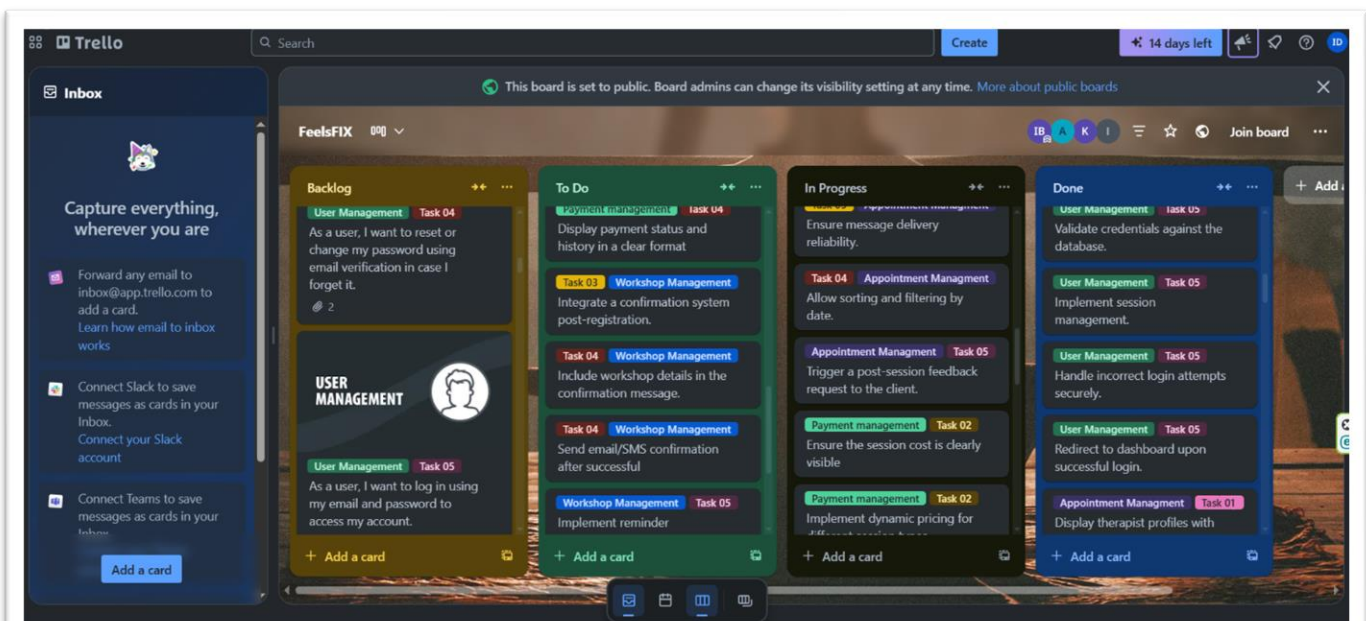 Trello
Search
Create
14 days left
ID
Inbox
Capture everything,
wherever you are
Forward any email to
inbox@app.trello.com to
add a card.
Learn how email to inbox
works
Connect Slack to save
messages as cards in your
Inbox.
Connect your Slack
account
Connect Teams to save
messages as cards in your
Inbox
Add a card
This board is set to public. Board admins can change its visibility setting at any time. More about public boards
FeelsFIX
IB A K I
Join board
Backlog
User Management Task 04
As a user, I want to reset or
change my password using
email verification in case I
forget it.
2
USER
MANAGEMENT
User Management Task 05
As a user, I want to log in using
my email and password to
access my account.
+ Add a card
To Do
Payment management Task 04
Display payment status and
history in a clear format
Task 03 Workshop Management
Integrate a confirmation system
post-registration.
Task 04 Workshop Management
Include workshop details in the
confirmation message.
Task 04 Workshop Management
Send email/SMS confirmation
after successful
Workshop Management Task 05
Implement reminder
+ Add a card
In Progress
Appointment Managment
Ensure message delivery
reliability.
Task 04 Appointment Managment
Allow sorting and filtering by
date.
Appointment Managment Task 05
Trigger a post-session feedback
request to the client.
Payment management Task 02
Ensure the session cost is clearly
visible
Payment management Task 02
Implement dynamic pricing for
different session types
+ Add a card
Done
User Management Task 05
Validate credentials against the
database.
User Management Task 05
Implement session
management.
User Management Task 05
Handle incorrect login attempts
securely.
User Management Task 05
Redirect to dashboard upon
successful login.
Appointment Managment Task 01
Display therapist profiles with
+ Add a card
+ Add